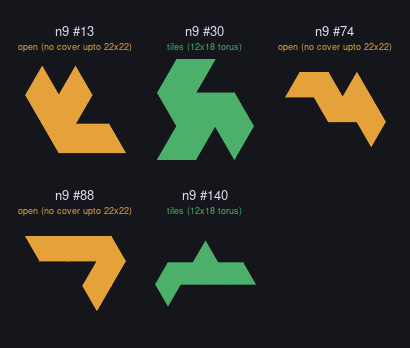 n9 #13
open (no cover upto 22x22)
n9 #30
tiles (12x18 torus)
n9 #74
open (no cover upto 22x22)
n9 #88
open (no cover upto 22x22)
n9 #140
tiles (12x18 torus)